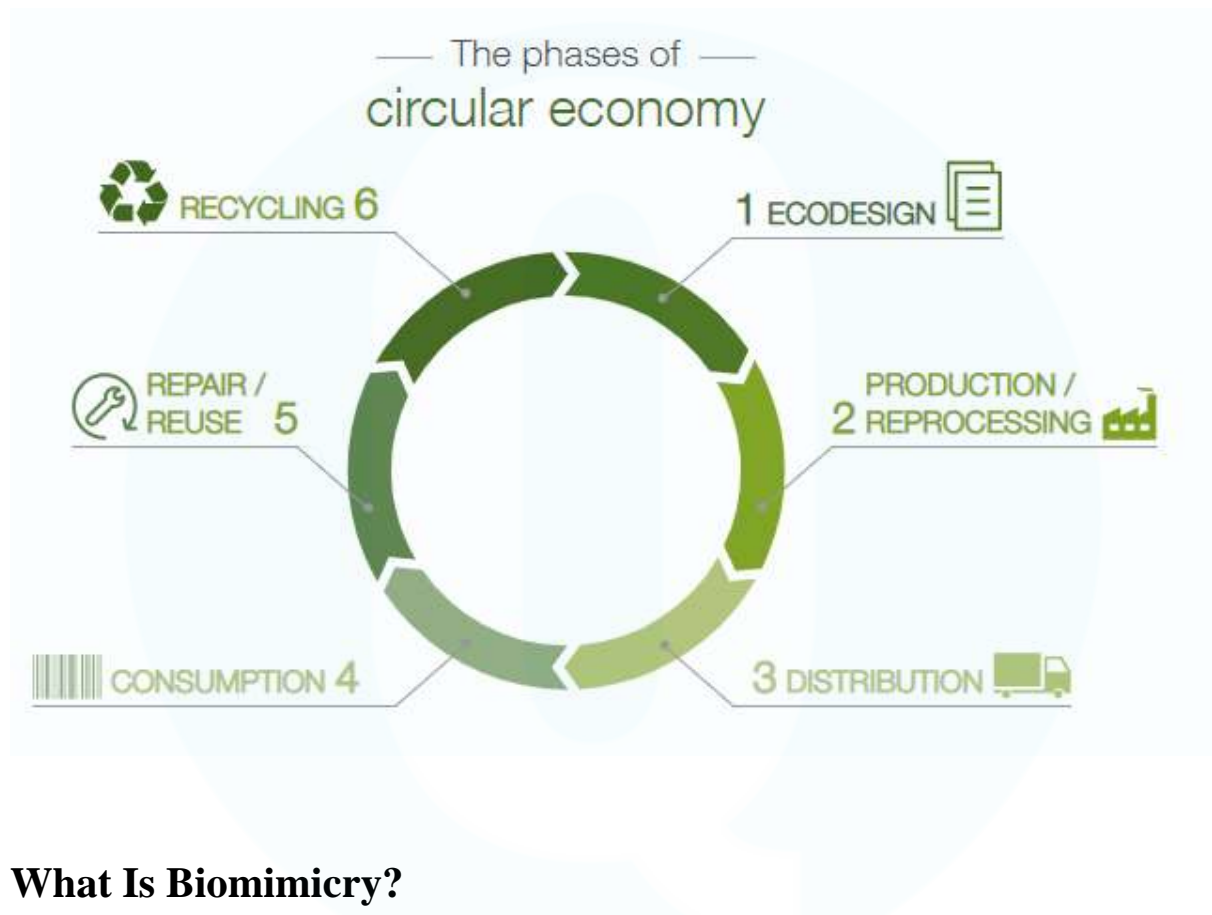 The phases of
circular economy
RECYCLING 6
1 ECODESIGN
REPAIR /
REUSE 5
PRODUCTION /
2 REPROCESSING
CONSUMPTION 4
3 DISTRIBUTION
What Is Biomimicry?